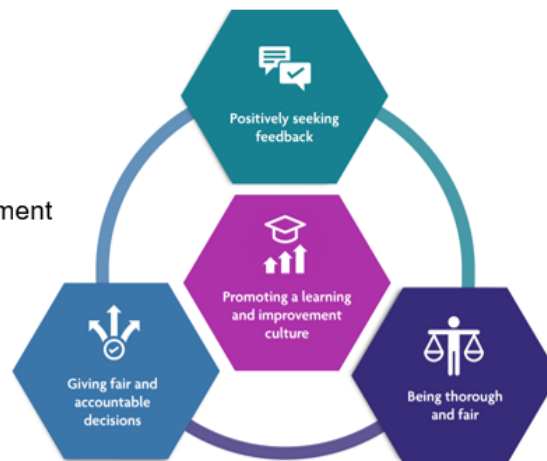 Positively seeking
feedback
ment
Promoting a learning
and improvement
culture
Giving fair and
accountable
decisions
Being thorough
and fair